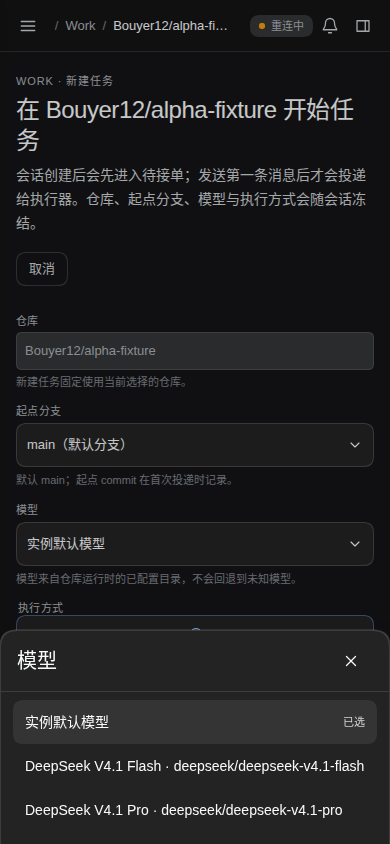 / Work / Bouyer12/alpha-fi… 重连中
WORK · 新建任务
在 Bouyer12/alpha-fixture 开始任
务
会话创建后会先进入待接单；发送第一条消息后才会投递
给执行器。仓库、起点分支、模型与执行方式会随会话冻
结。
取消
仓库
Bouyer12/alpha-fixture
新建任务固定使用当前选择的仓库。
起点分支
main（默认分支）
默认 main；起点 commit 在首次投递时记录。
模型
实例默认模型
模型来自仓库运行时的已配置目录，不会回退到未知模型。
执行方式
模型
实例默认模型 已选
DeepSeek V4.1 Flash · deepseek/deepseek-v4.1-flash
DeepSeek V4.1 Pro · deepseek/deepseek-v4.1-pro